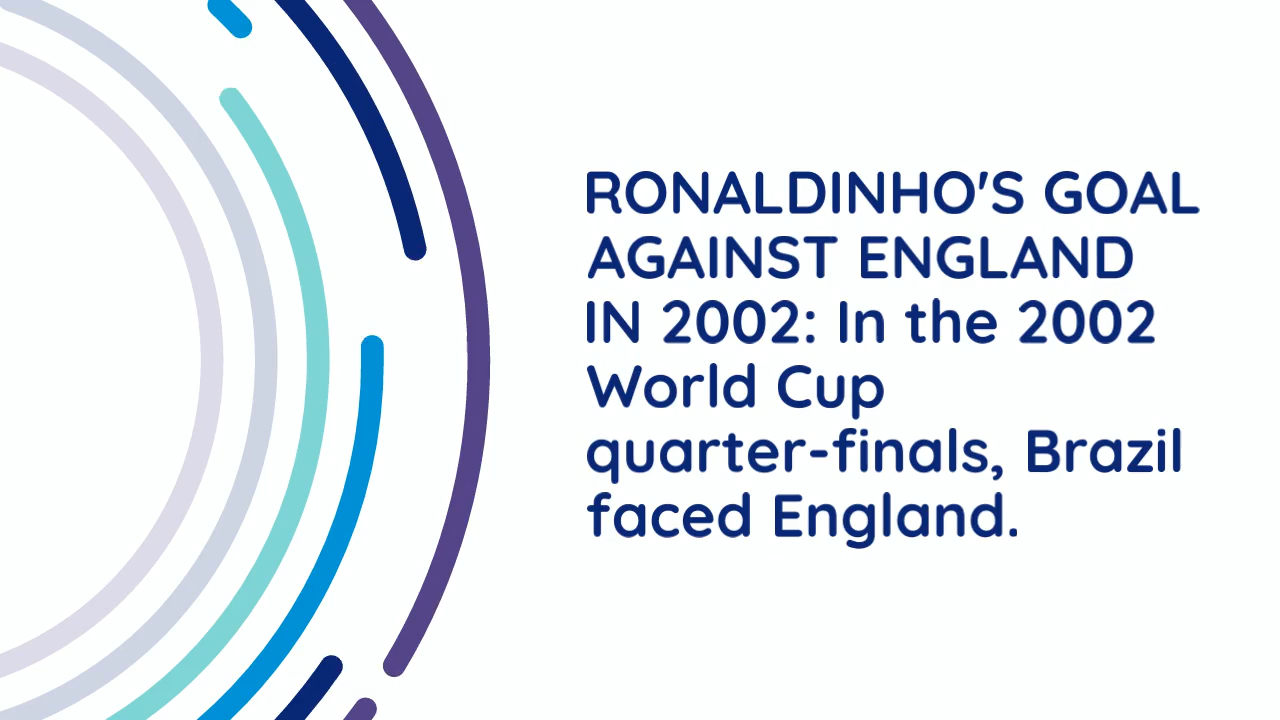 RONALDINHO'S GOAL
AGAINST ENGLAND
IN 2002: In the 2002
World Cup
quarter-finals, Brazil
faced England.